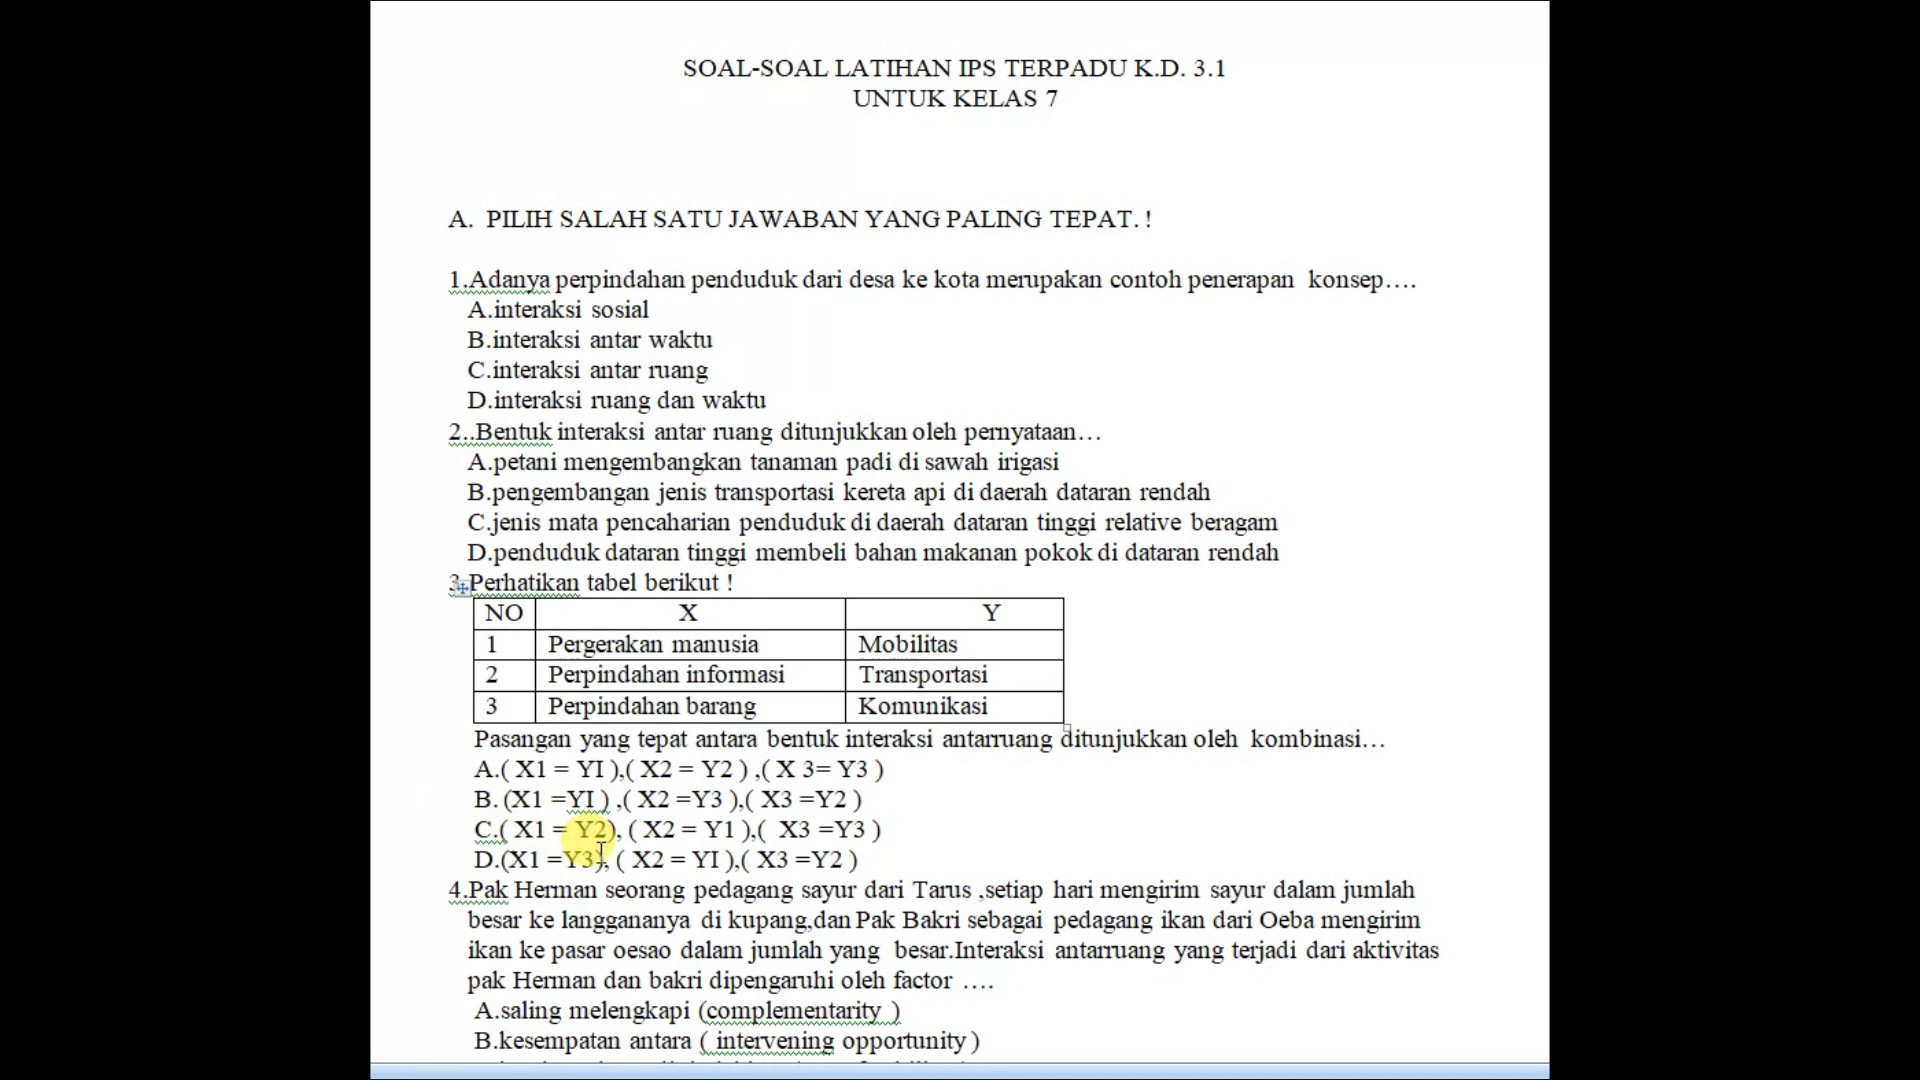 SOAL-SOAL LATIHAN IPS TERPADU K.D. 3.1
UNTUK KELAS 7
A. PILIH SALAH SATU JAWABAN YANG PALING TEPAT. !
1.Adanya perpindahan penduduk dari desa ke kota merupakan contoh penerapan konsep....
A.interaksi sosial
B.interaksi antar waktu
C.interaksi antar ruang
D.interaksi ruang dan waktu
2..Bentuk interaksi antar ruang ditunjukkan oleh pernyataan...
A.petani mengembangkan tanaman padi di sawah irigasi
B.pengembangan jenis transportasi kereta api di daerah dataran rendah
C.jenis mata pencaharian penduduk di daerah dataran tinggi relative beragam
D.penduduk dataran tinggi membeli bahan makanan pokok di dataran rendah
3.Perhatikan tabel berikut !
NO X Y
1 Pergerakan manusia Mobilitas
2 Perpindahan informasi Transportasi
3 Perpindahan barang Komunikasi
Pasangan yang tepat antara bentuk interaksi antarruang ditunjukkan oleh kombinasi...
A.( X1 = YI ),( X2 = Y2 ) ,( X 3= Y3 )
B. (X1 =YI ) ,( X2 =Y3 ),( X3 =Y2 )
C.( X1 = Y2), ( X2 = Y1 ),( X3 =Y3 )
D.(X1 =Y3), ( X2 = YI ),( X3 =Y2 )
4.Pak Herman seorang pedagang sayur dari Tarus ,setiap hari mengirim sayur dalam jumlah
besar ke langgananya di kupang,dan Pak Bakri sebagai pedagang ikan dari Oeba mengirim
ikan ke pasar oesao dalam jumlah yang besar.Interaksi antarruang yang terjadi dari aktivitas
pak Herman dan bakri dipengaruhi oleh factor ....
A.saling melengkapi (complementarity )
B.kesempatan antara ( intervening opportunity )